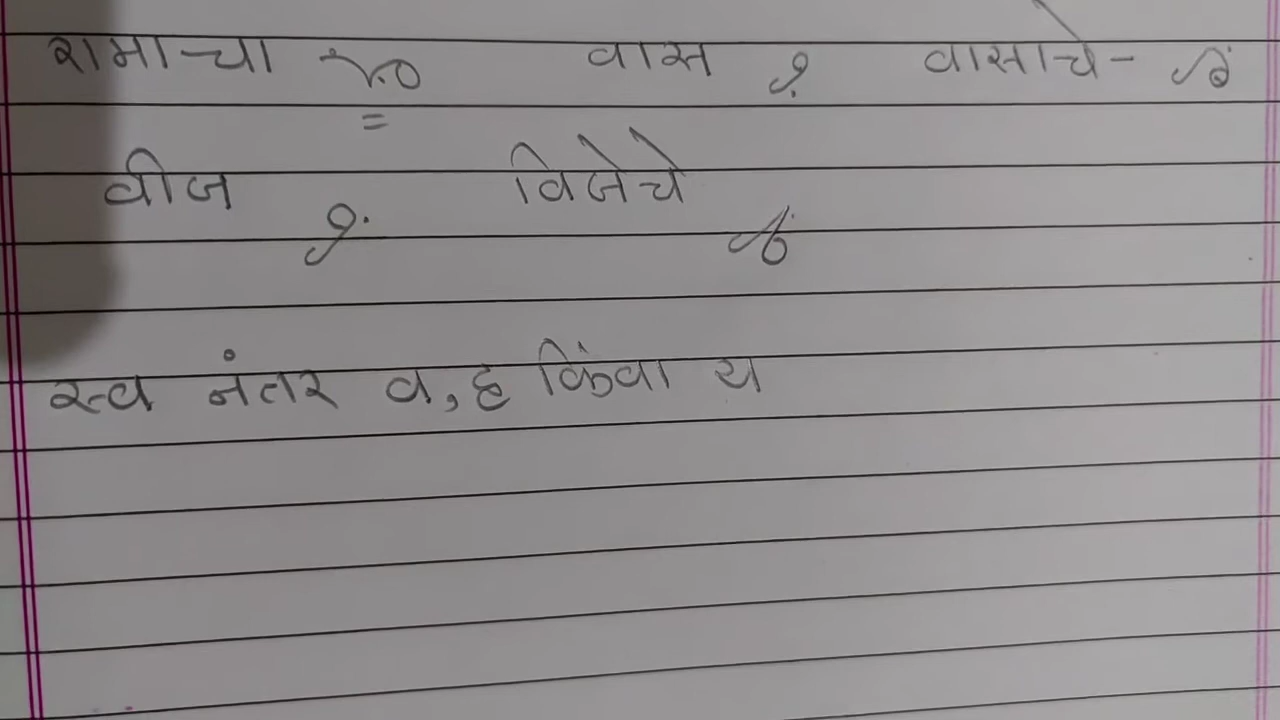 रामाच्या वास वासाचे-
वीज विजेचे
स्व नंतर व, ह किंवा य